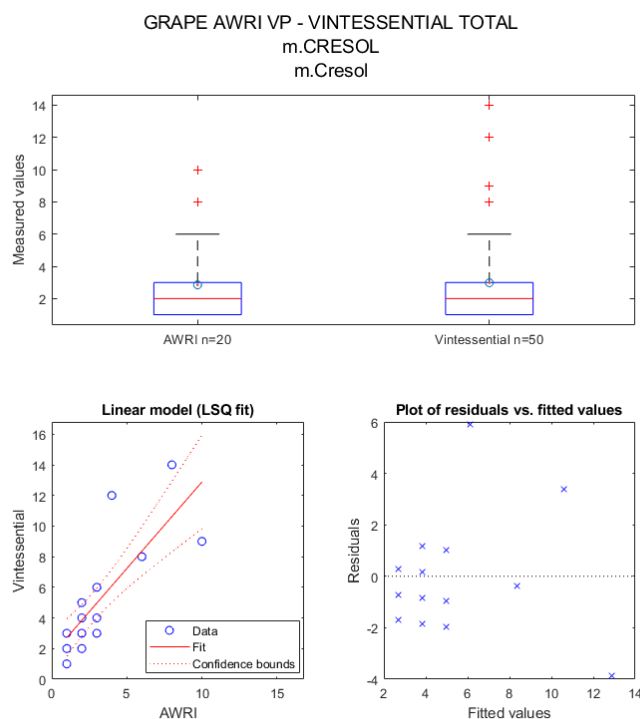 GRAPE AWRI VP - VINTESSENTIAL TOTAL
m.CRESOL
m.Cresol
14
12
10
8
6
4
2
Measured values
AWRI n=20
Vintessential n=50
Linear model (LSQ fit)
16
14
12
10
8
6
4
2
0
Vintessential
0
5
10
15
AWRI
Data
Fit
Confidence bounds
Plot of residuals vs. fitted values
6
4
2
0
-2
-4
Residuals
2
4
6
8
10
12
14
Fitted values